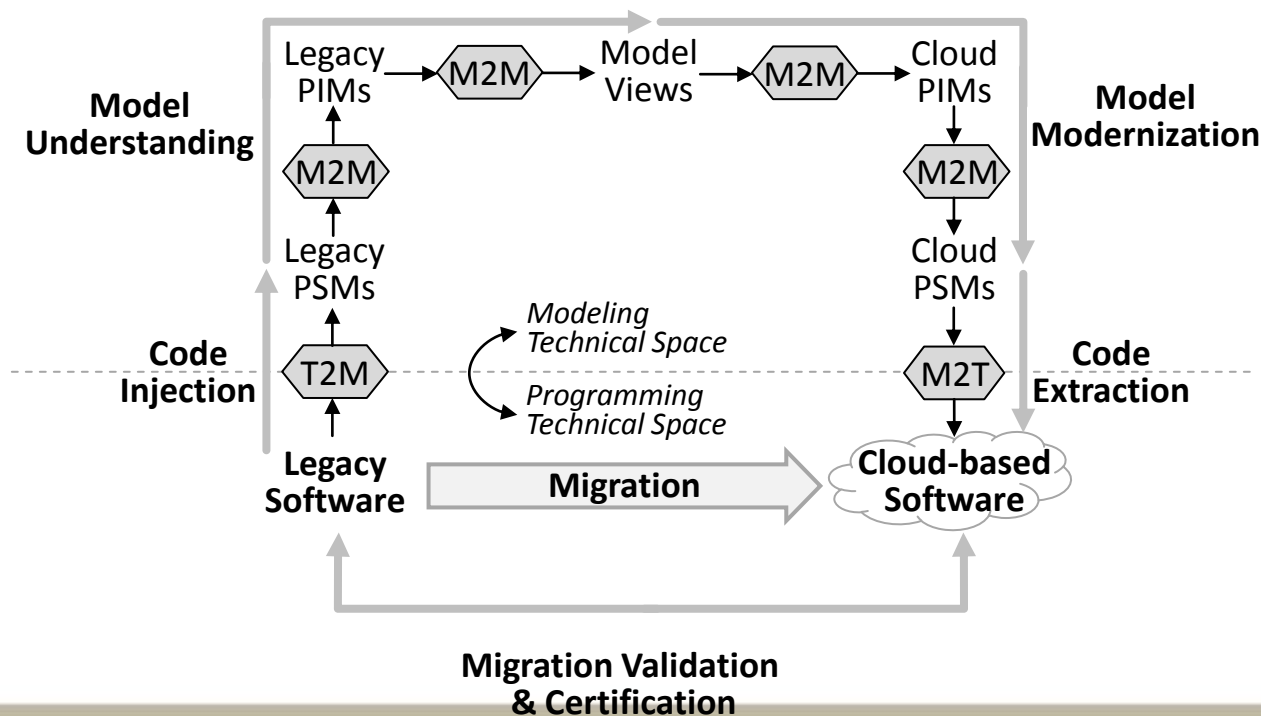 Legacy
PIMs
M2M
Model
Views
M2M
Cloud
PIMs
Model
Understanding
Model
Modernization
M2M
M2M
Legacy
PSMs
Cloud
PSMs
Modeling
Technical Space
Code
Injection
T2M
M2T
Code
Extraction
Programming
Technical Space
Legacy
Software
Migration
Cloud-based
Software
Migration Validation
& Certification